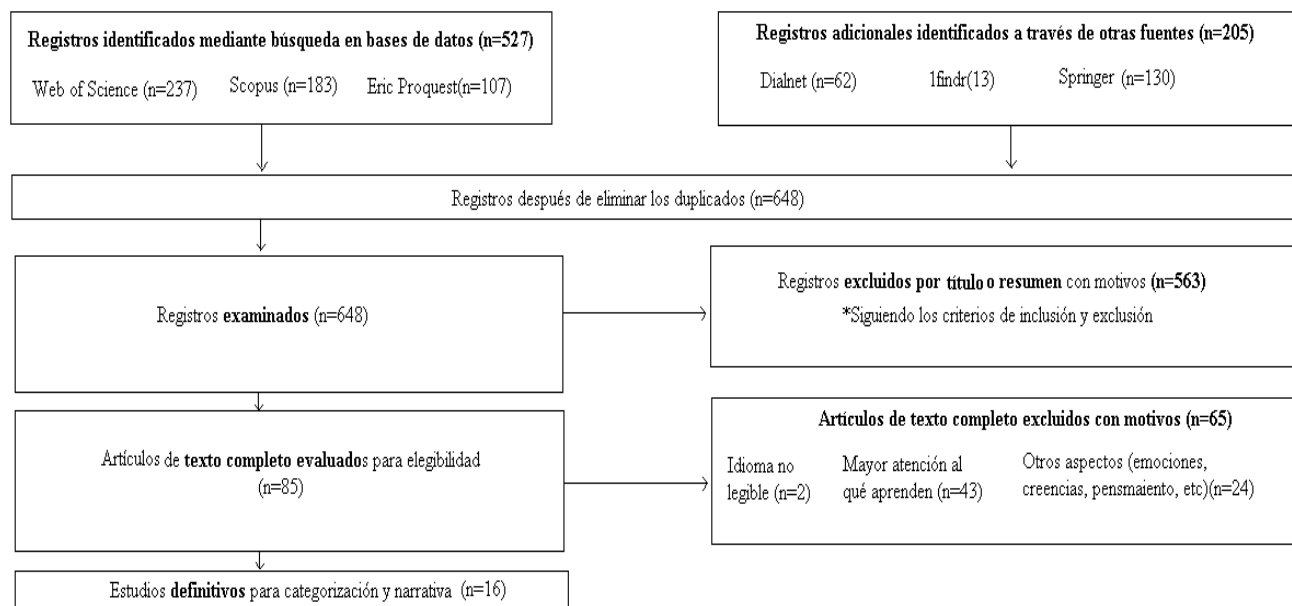 Registros identificados mediante búsqueda en bases de datos (n=527)
Web of Science (n=237) Scopus (n=183) Eric Proquest(n=107)
Registros adicionales identificados a través de otras fuentes (n=205)
Dialnet (n=62) 1findr(13) Springer (n=130)
Registros después de eliminar los duplicados (n=648)
Registros examinados (n=648)
Registros excluidos por título o resumen con motivos (n=563)
*Siguiendo los criterios de inclusión y exclusión
Artículos de texto completo evaluados para elegibilidad
(n=85)
Artículos de texto completo excluidos con motivos (n=65)
Idioma no
legible (n=2)
Mayor atención al
qué aprenden (n=43)
Otros aspectos (emociones,
creencias, pensmaiento, etc)(n=24)
Estudios definitivos para categorización y narrativa (n=16)